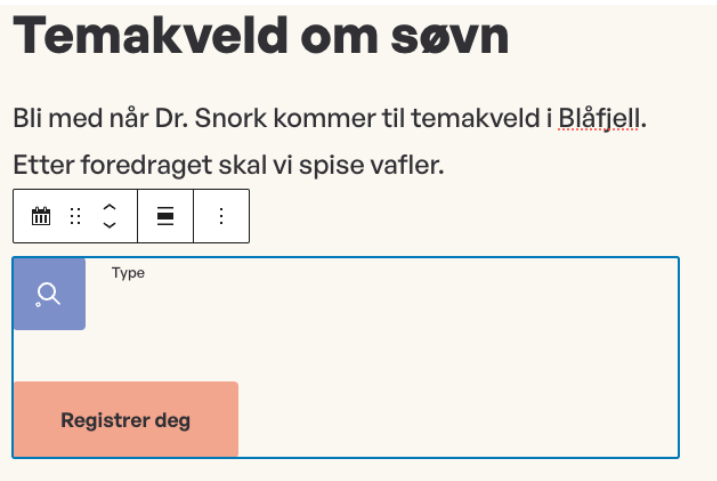 Temakveld om søvn
Bli med når Dr. Snork kommer til temakveld i Blåfjell.
Etter foredraget skal vi spise vafler.
Type
Registrer deg